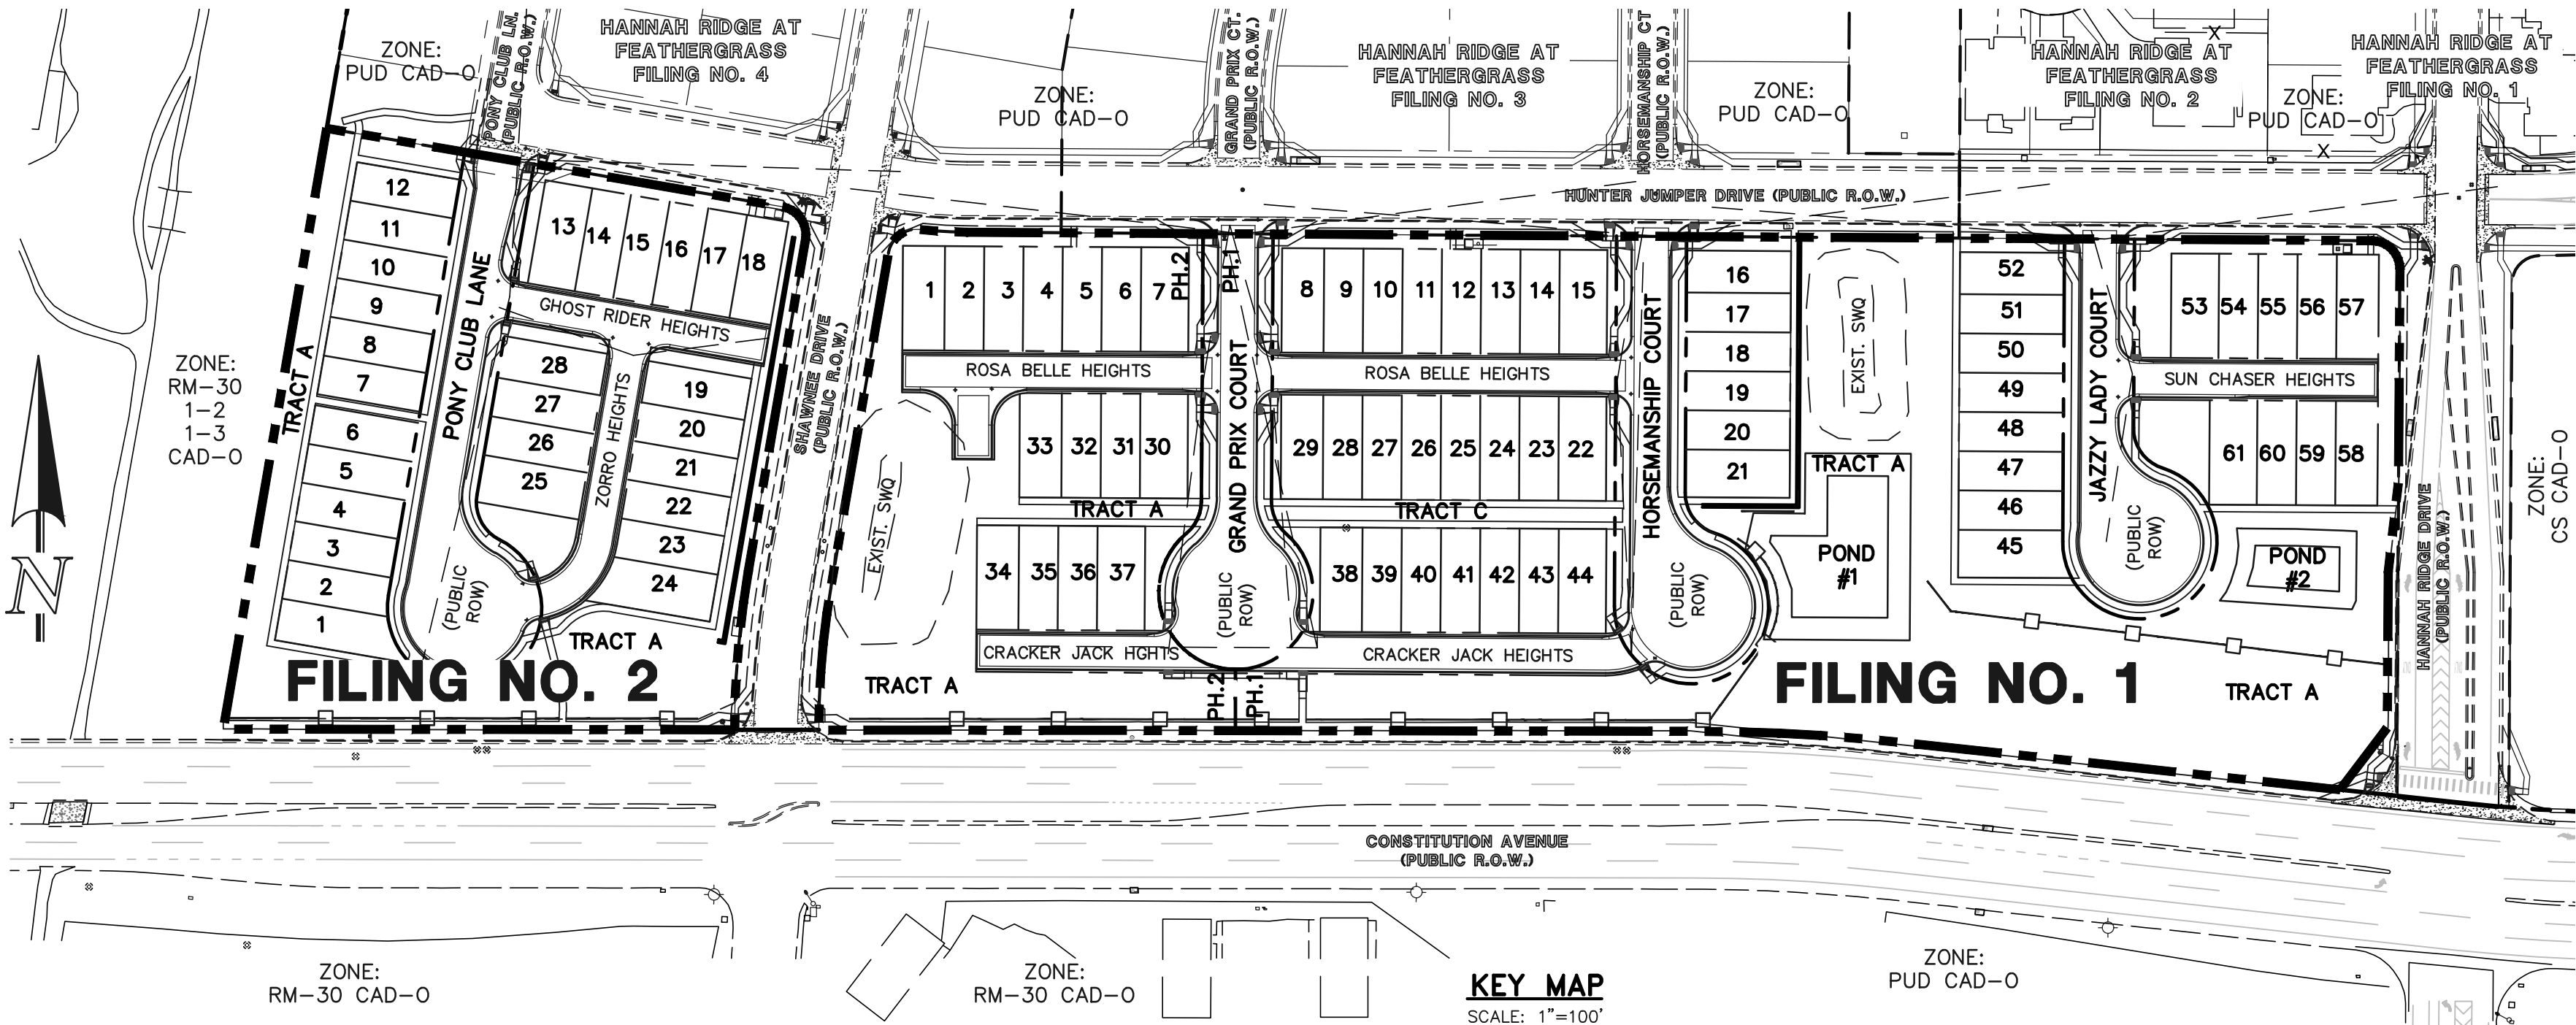 ZONE:
PUD CAD-O
PONY CLUB LN.
(PUBLIC R.O.W.)
HANNAH RIDGE AT
FEATHERGRASS
FILING NO. 4
ZONE:
PUD CAD-O
GRAND PRIX CT.
(PUBLIC R.O.W.)
HANNAH RIDGE AT
FEATHERGRASS
FILING NO. 3
HORSEMANSHIP CT
(PUBLIC R.O.W.)
ZONE:
PUD CAD-O
HANNAH RIDGE AT
FEATHERGRASS
FILING NO. 2
X
ZONE:
PUD CAD-O
HANNAH RIDGE AT
FEATHERGRASS
FILING NO. 1
X
HUNTER JUMPER DRIVE (PUBLIC R.O.W.)
ZONE:
RM-30
1-2
1-3
CAD-O
N
TRACT A
12
11
10
9
8
7
6
5
4
3
2
1
PONY CLUB LANE
(PUBLIC
ROW)
13 14 15 16 17 18
GHOST RIDER HEIGHTS
28
27
26
25
ZORRO HEIGHTS
19
20
21
22
23
24
TRACT A
FILING NO. 2
SHAWNEE DRIVE
(PUBLIC R.O.W.)
1 2 3 4 5 6 7
PH.2
PH.1
8 9 10 11 12 13 14 15
ROSA BELLE HEIGHTS
ROSA BELLE HEIGHTS
GRAND PRIX COURT
(PUBLIC
ROW)
EXIST. SWQ
33 32 31 30
29 28 27 26 25 24 23 22
TRACT A
TRACT C
34 35 36 37
38 39 40 41 42 43 44
CRACKER JACK HGHTS
CRACKER JACK HEIGHTS
TRACT A
PH.2
PH.1
HORSEMANSHIP COURT
(PUBLIC
ROW)
16
17
18
19
20
21
EXIST. SWQ
TRACT A
POND
#1
52
51
50
49
48
47
46
45
JAZZY LADY COURT
(PUBLIC
ROW)
53 54 55 56 57
SUN CHASER HEIGHTS
61 60 59 58
POND
#2
FILING NO. 1
TRACT A
HANNAH RIDGE DRIVE
(PUBLIC R.O.W.)
ZONE:
CS CAD-O
CONSTITUTION AVENUE
(PUBLIC R.O.W.)
ZONE:
RM-30 CAD-O
ZONE:
RM-30 CAD-O
KEY MAP
SCALE: 1"=100'
ZONE:
PUD CAD-O